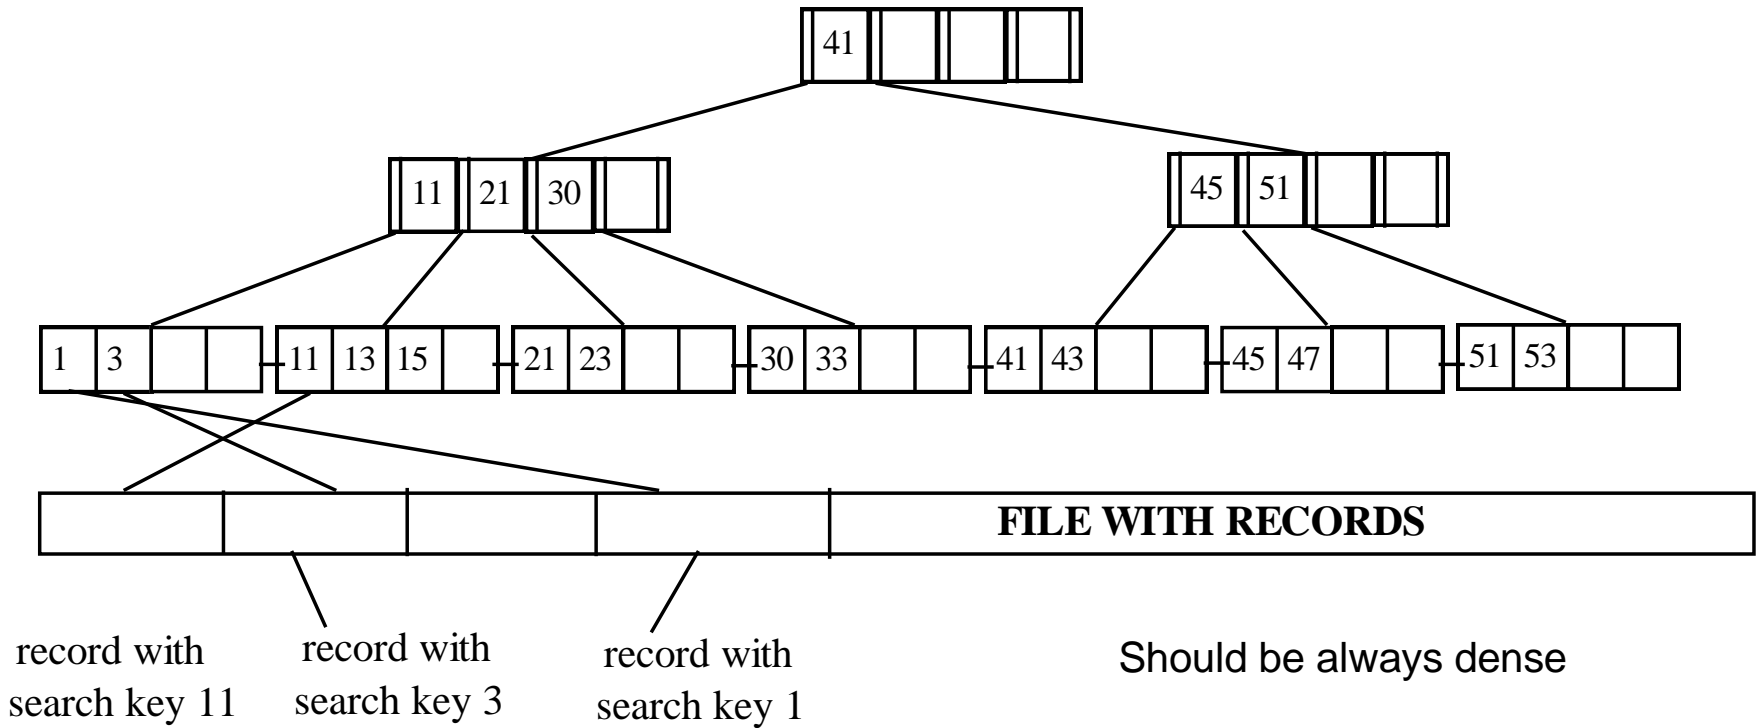 41
11 21 30
45 51
1 3
11 13 15
21 23
30 33
41 43
45 47
51 53
FILE WITH RECORDS
record with
search key 11
record with
search key 3
record with
search key 1
Should be always dense